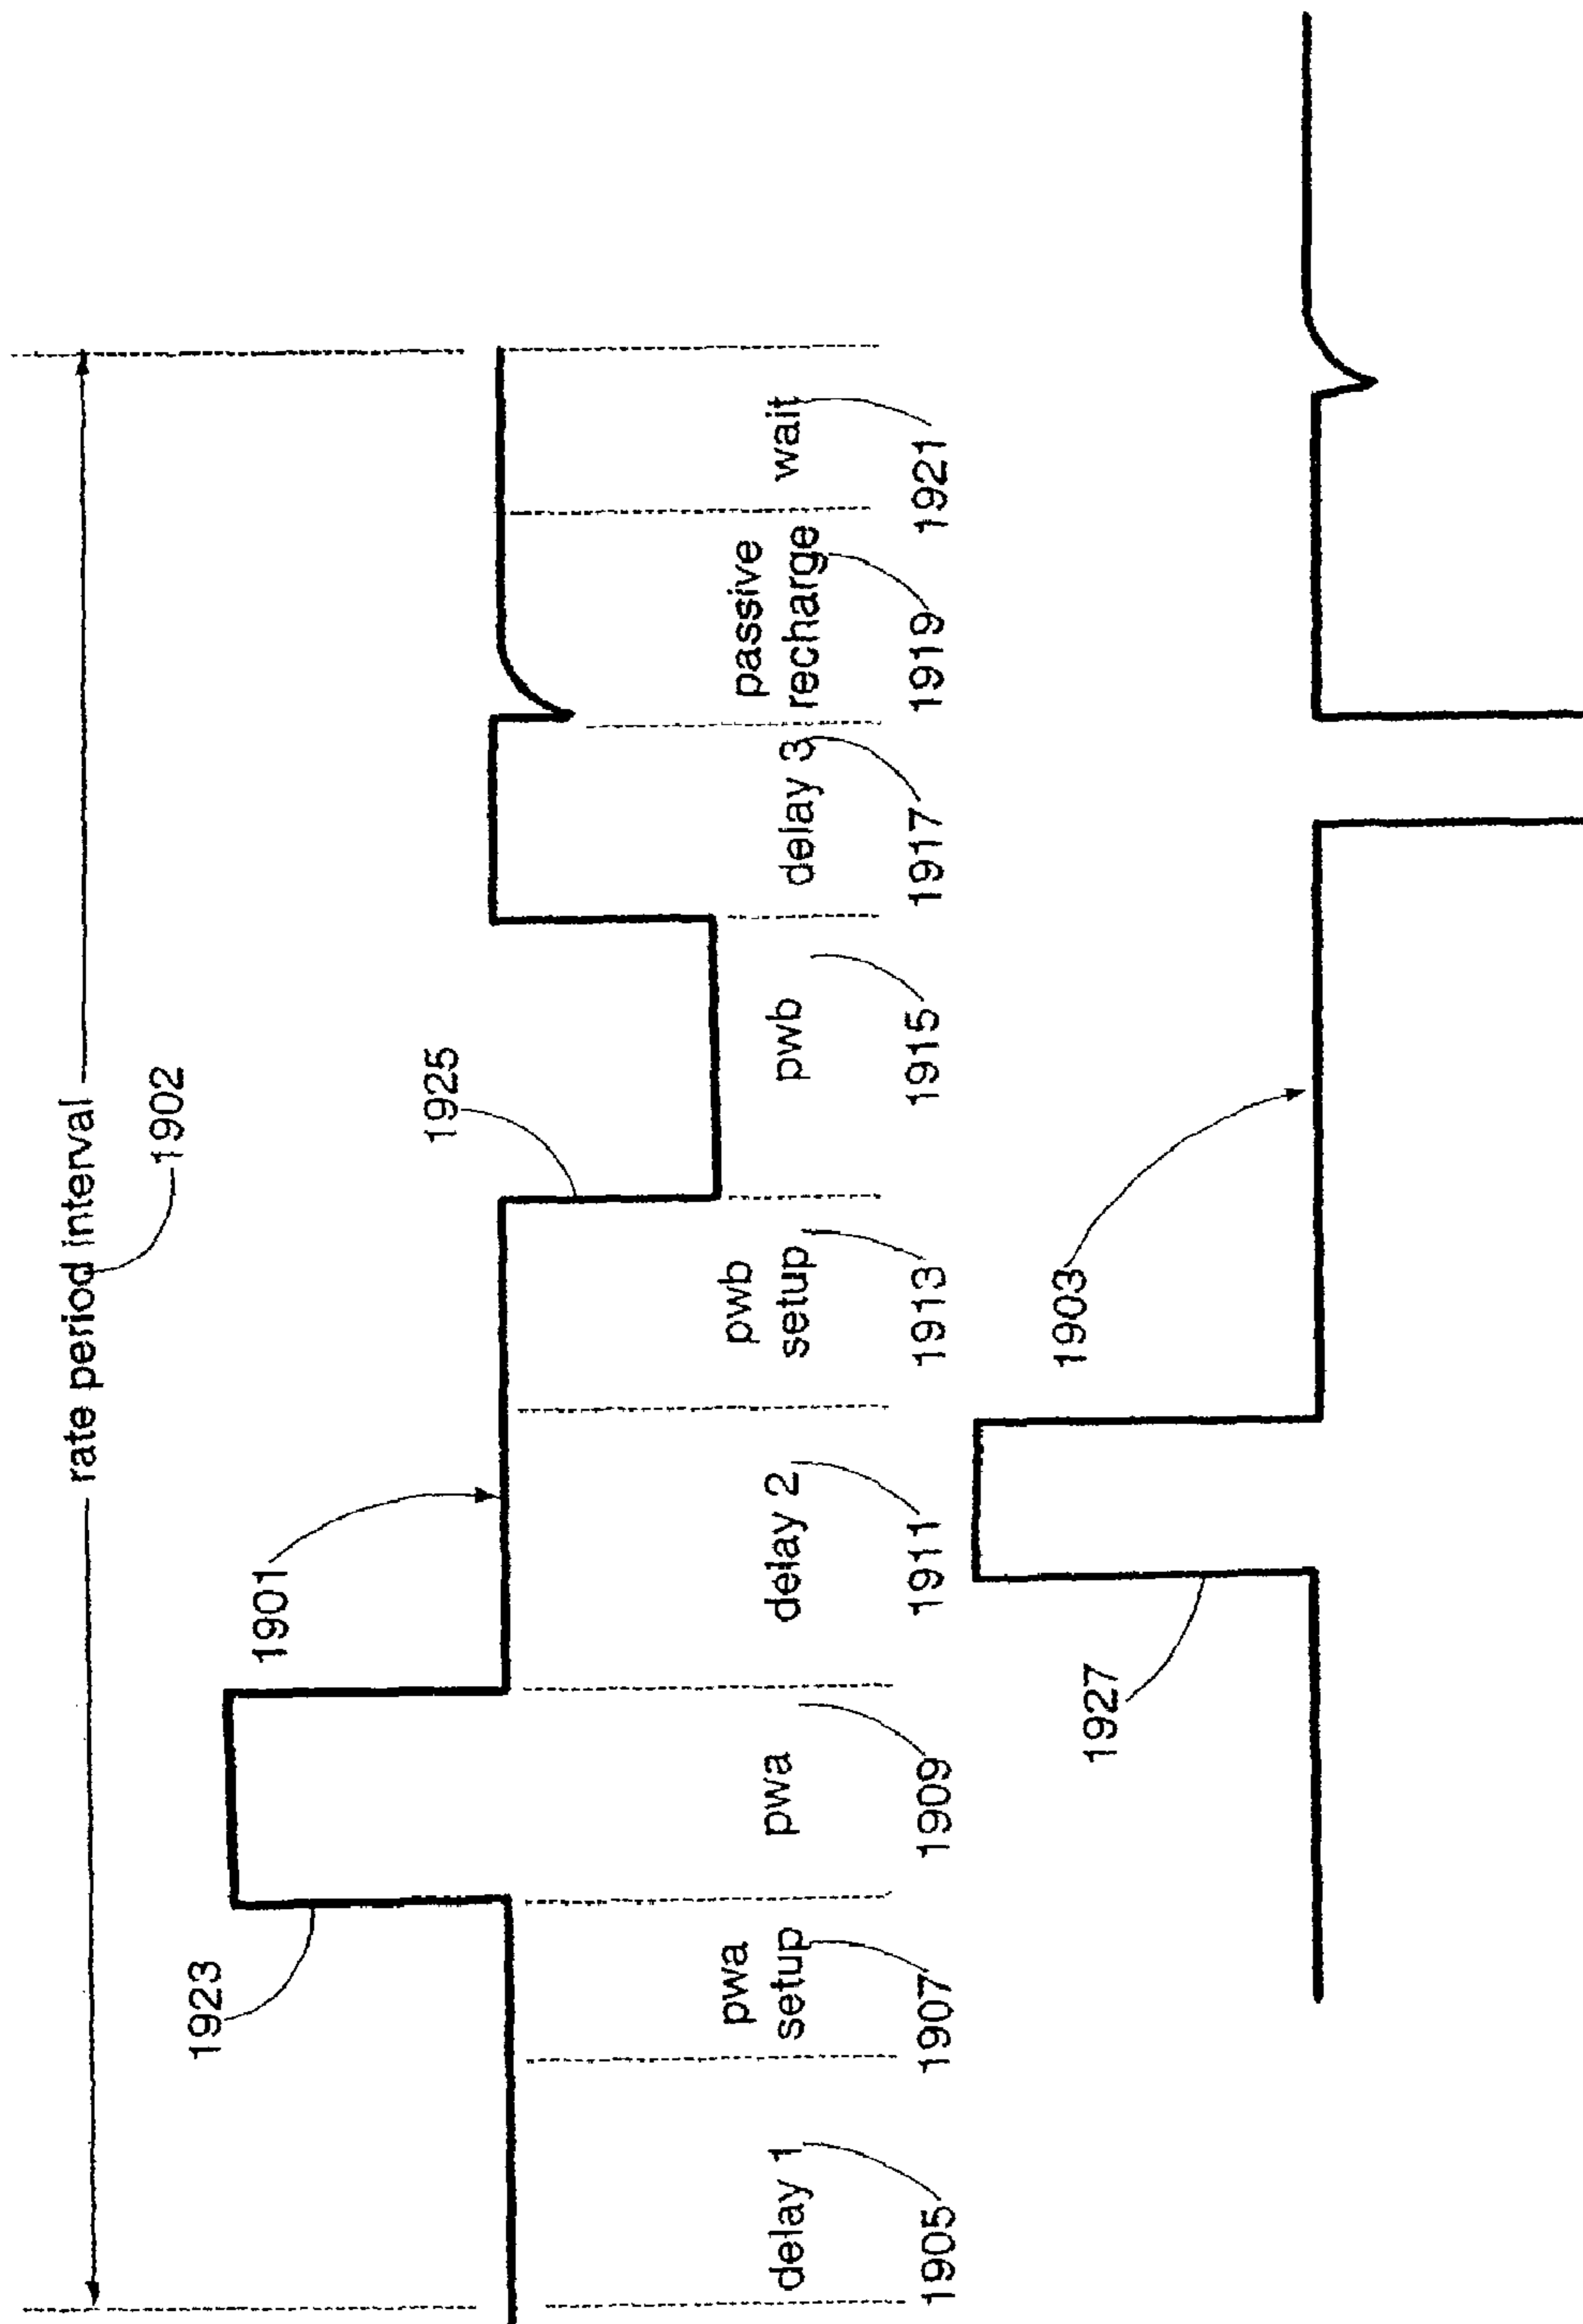 rate period interval
1902
1923
1901
1925
delay 1
pwa
setup
pwa
delay 2
pwb
setup
pwb
delay 3
passive
recharge
wait
1905
1907
1909
1911
1913
1915
1917
1919
1921
1927
1903